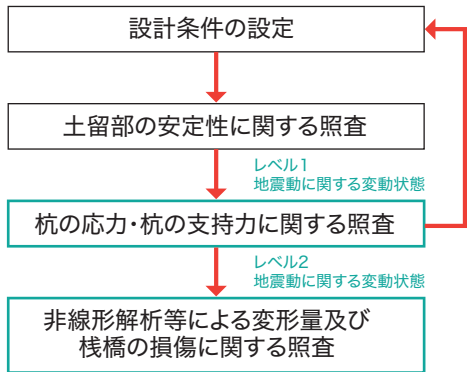 設計条件の設定
土留部の安定性に関する照査
レベル1
地震動に関する変動状態
杭の応力・杭の支持力に関する照査
レベル2
地震動に関する変動状態
非線形解析等による変形量及び
桟橋の損傷に関する照査